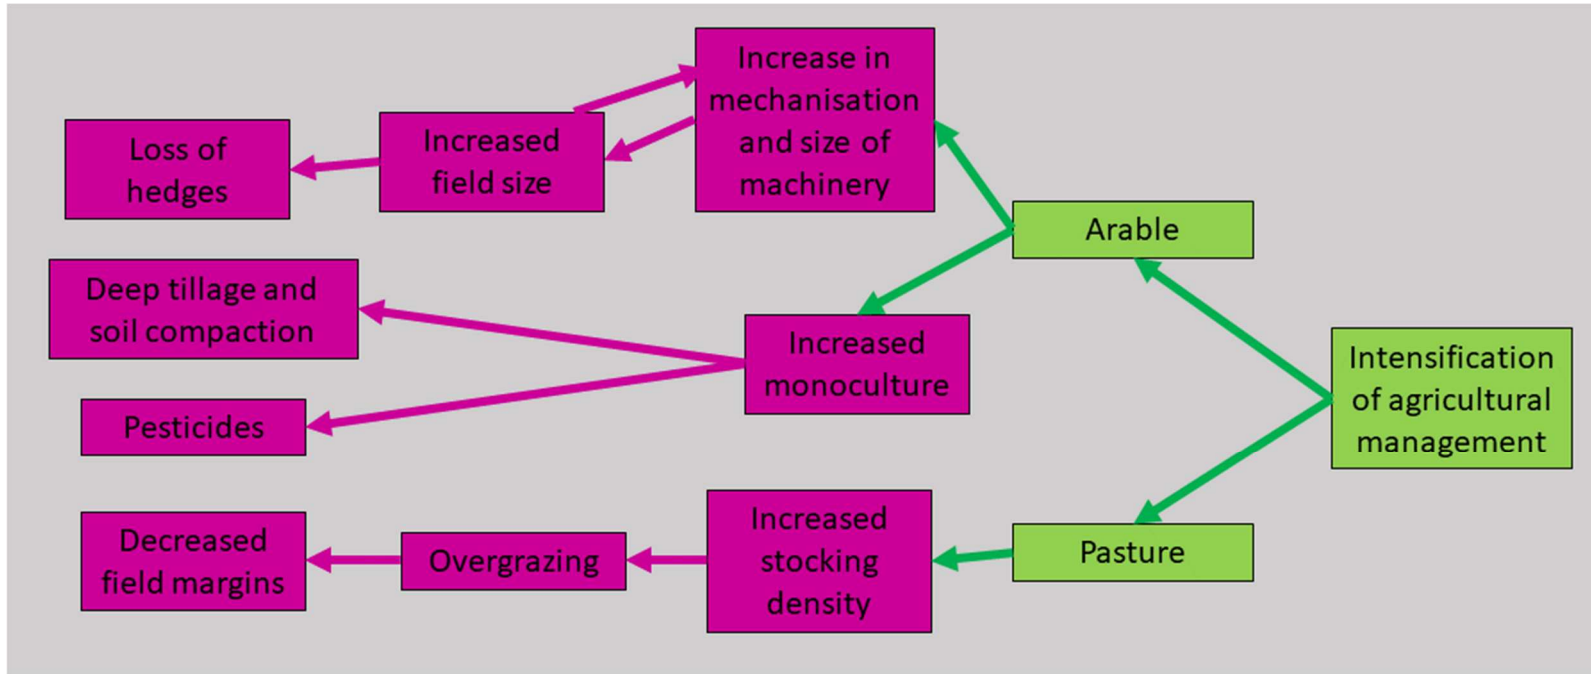 Increase in
mechanisation
and size of
machinery
Increased
field size
Loss of
hedges
Arable
Deep tillage and
soil compaction
Increased
monoculture
Intensification
of agricultural
management
Pesticides
Increased
stocking
density
Decreased
field margins
Overgrazing
Pasture